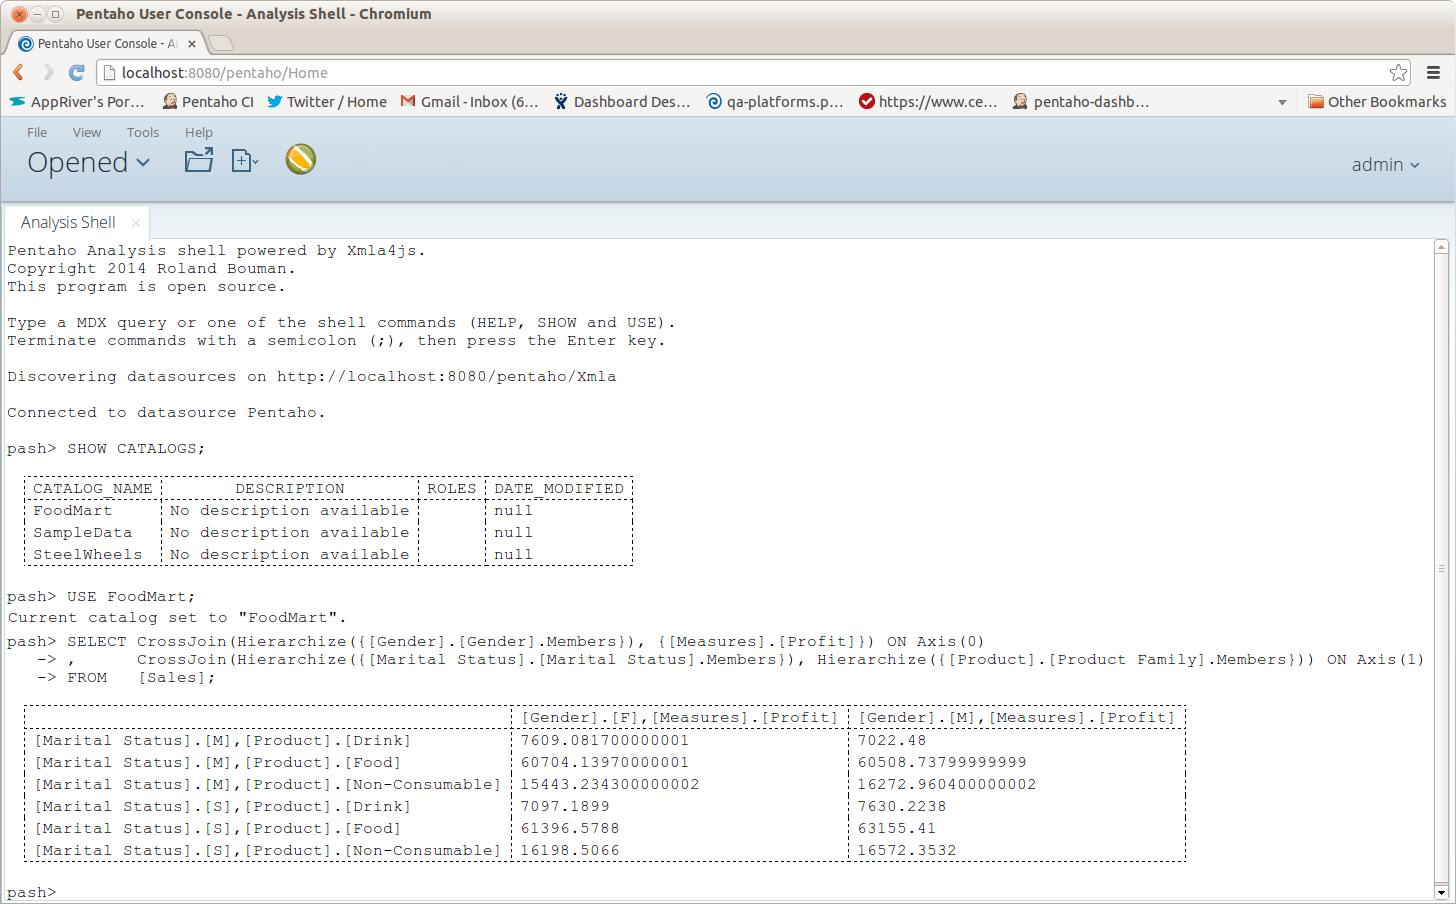 Pentaho User Console - Analysis Shell - Chromium
Pentaho User Console - A
localhost:8080/pentaho/Home
AppRiver's Por... Pentaho CI Twitter / Home Gmail - Inbox (6... Dashboard Des... qa-platforms.p... https://www.ce... pentaho-dashb... Other Bookmarks
File View Tools Help
Opened admin
Analysis Shell
Pentaho Analysis shell powered by Xmla4js.
Copyright 2014 Roland Bouman.
This program is open source.
Type a MDX query or one of the shell commands (HELP, SHOW and USE).
Terminate commands with a semicolon (;), then press the Enter key.
Discovering datasources on http://localhost:8080/pentaho/Xmla
Connected to datasource Pentaho.
pash> SHOW CATALOGS;
CATALOG_NAME DESCRIPTION ROLES DATE_MODIFIED
FoodMart No description available null
SampleData No description available null
SteelWheels No description available null
pash> USE FoodMart;
Current catalog set to "FoodMart".
pash> SELECT CrossJoin(Hierarchize({[Gender].[Gender].Members}), {[Measures].[Profit]}) ON Axis(0)
-> , CrossJoin(Hierarchize({[Marital Status].[Marital Status].Members}), Hierarchize({[Product].[Product Family].Members})) ON Axis(1)
-> FROM [Sales];
[Gender].[F],[Measures].[Profit] [Gender].[M],[Measures].[Profit]
[Marital Status].[M],[Product].[Drink] 7609.081700000001 7022.48
[Marital Status].[M],[Product].[Food] 60704.13970000001 60508.73799999999
[Marital Status].[M],[Product].[Non-Consumable] 15443.234300000002 16272.960400000002
[Marital Status].[S],[Product].[Drink] 7097.1899 7630.2238
[Marital Status].[S],[Product].[Food] 61396.5788 63155.41
[Marital Status].[S],[Product].[Non-Consumable] 16198.5066 16572.3532
pash>